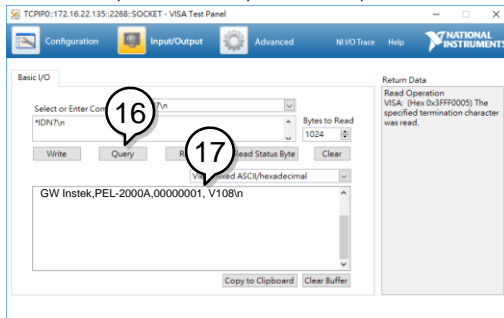 TCPIP0::172.16.22.135::2268::SOCKET - VISA Test Panel
Configuration Input/Output Advanced NI I/O Trace Help NATIONAL INSTRUMENTS
Basic I/O
Return Data
Read Operation
VISA: (Hex 0x3FFF0005) The
specified termination character
was read.
Select or Enter
?\n
16
*IDN?\n
Bytes to Read
1024
Write Query Read Status Byte Clear
17
ASCII/hexadecimal
GW Instek,PEL-2000A,00000001, V108\n
Copy to Clipboard Clear Buffer